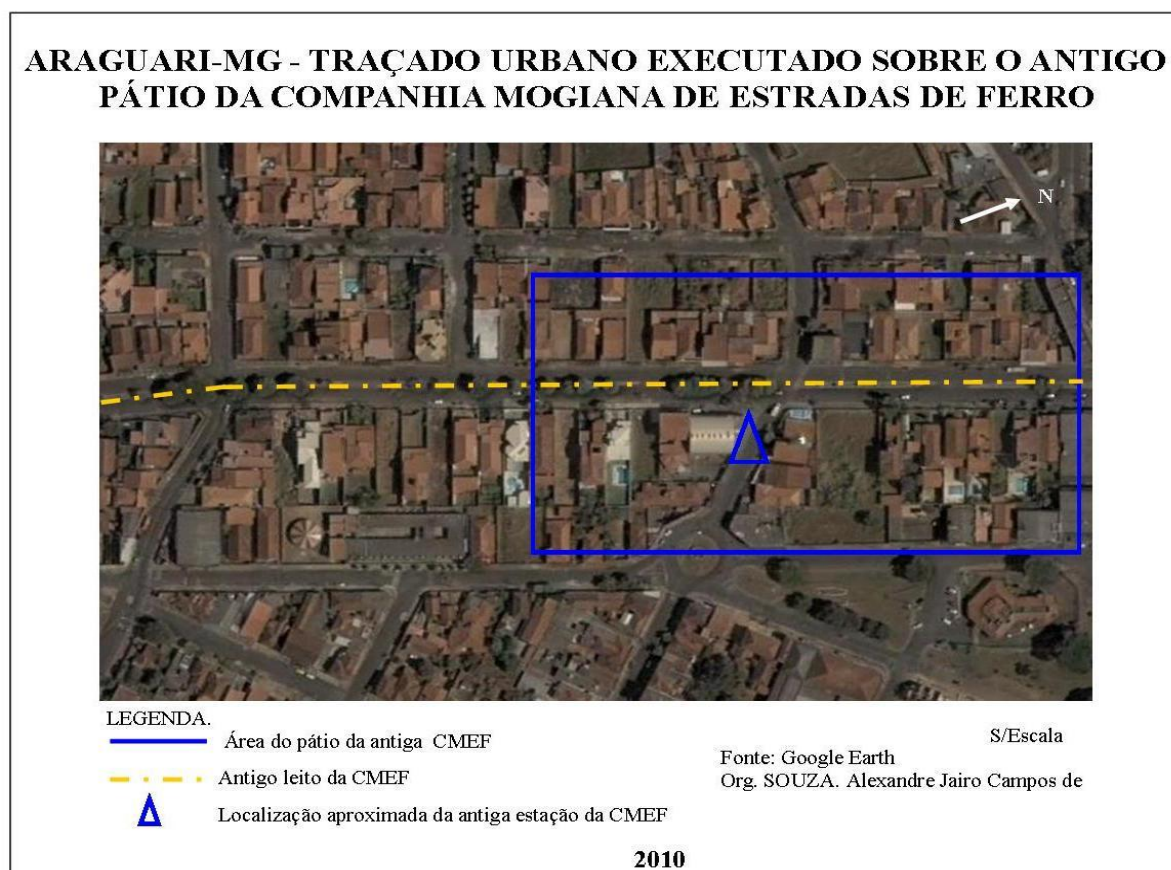 ARAGUARI-MG - TRAÇADO URBANO EXECUTADO SOBRE O ANTIGO
PÁTIO DA COMPANHIA MOGIANA DE ESTRADAS DE FERRO
N
LEGENDA.
Área do pátio da antiga CMEF
Antigo leito da CMEF
Localização aproximada da antiga estação da CMEF
S/Escala
Fonte: Google Earth
Org. SOUZA. Alexandre Jairo Campos de
2010